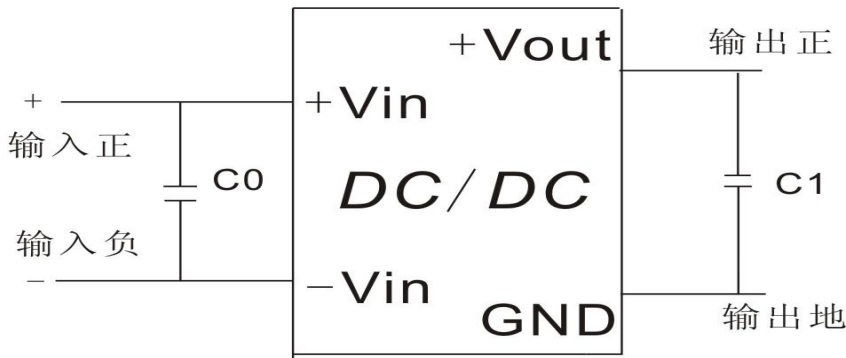 +Vout
输出正
+
+Vin
输入正
C0
DC/DC
C1
输入负
−
−Vin
GND
输出地